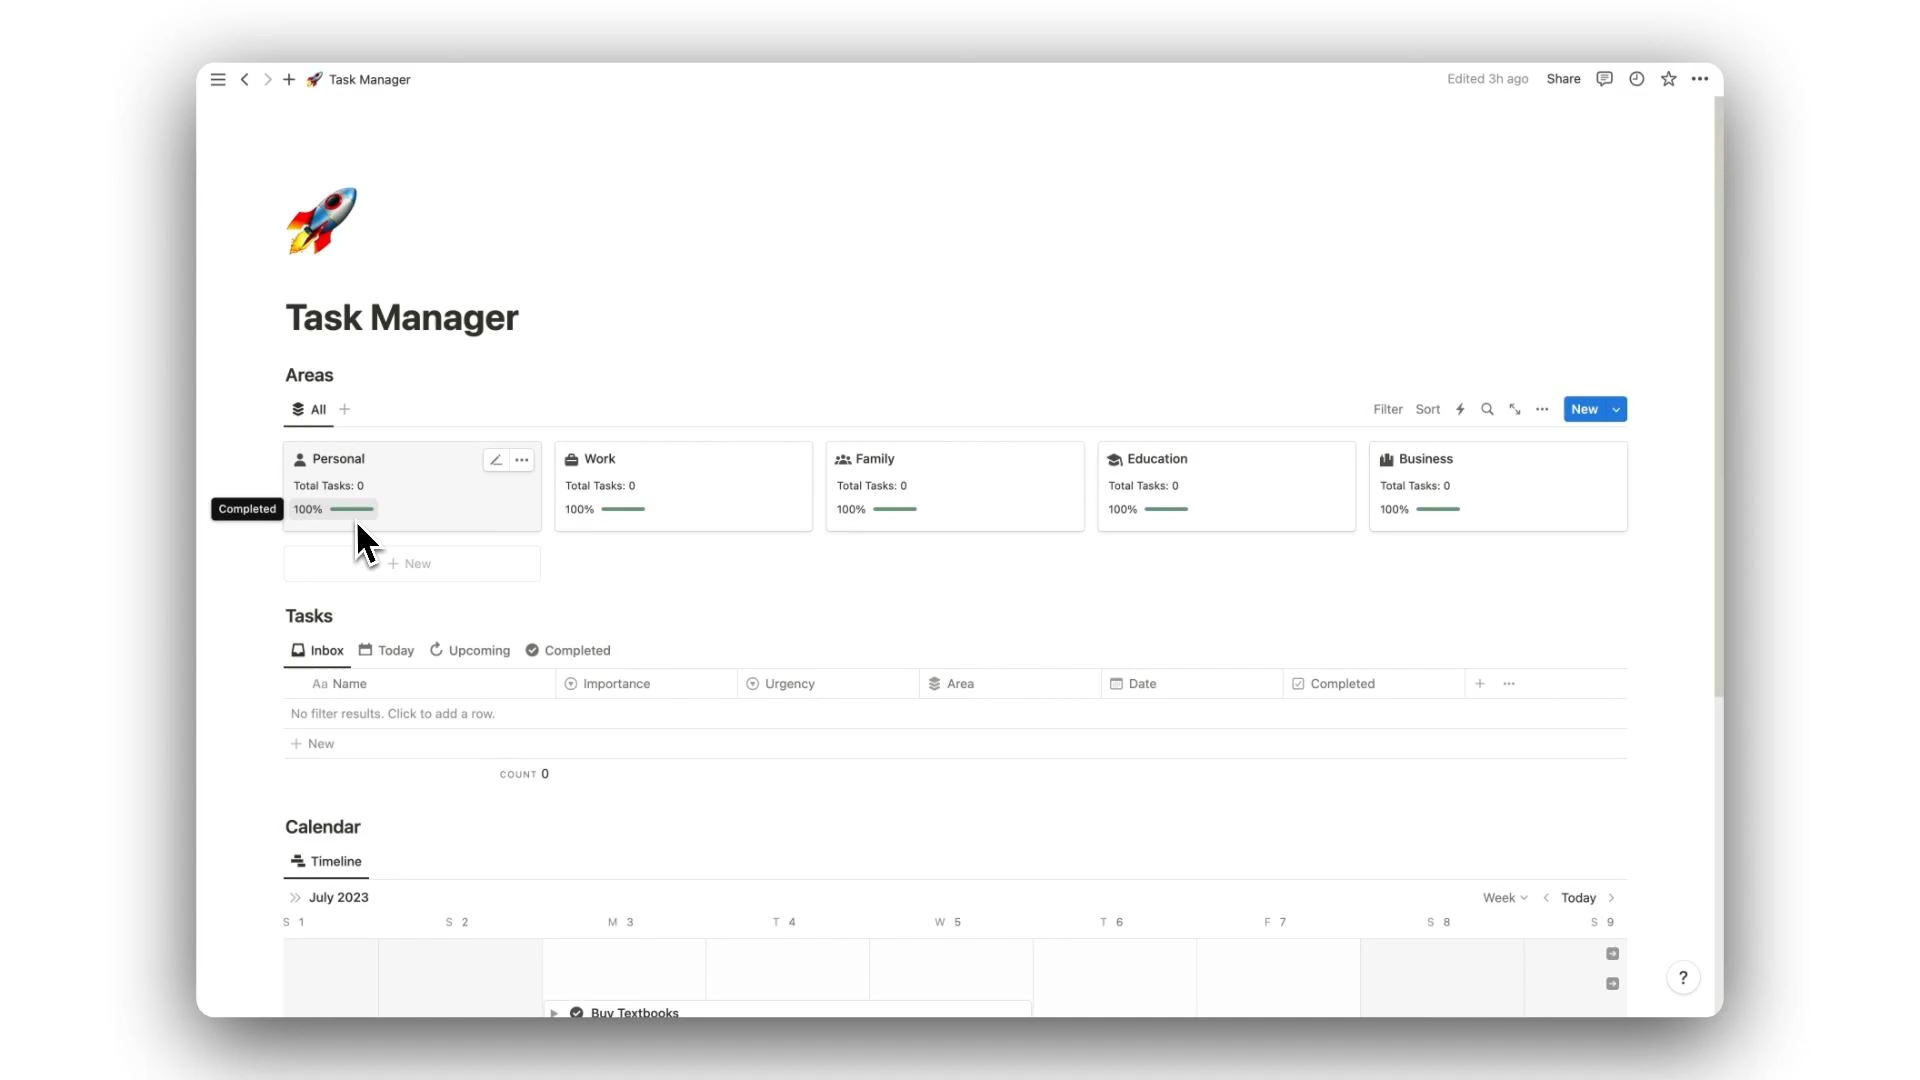 Task Manager
Edited 3h ago Share
Task Manager
Areas
All
Filter Sort New
Personal
Total Tasks: 0
100%
Completed
Work
Total Tasks: 0
100%
Family
Total Tasks: 0
100%
Education
Total Tasks: 0
100%
Business
Total Tasks: 0
100%
+ New
Tasks
Inbox Today Upcoming Completed
Aa Name Importance Urgency Area Date Completed
No filter results. Click to add a row.
+ New
COUNT 0
Calendar
Timeline
July 2023 Week Today
S 1 S 2 M 3 T 4 W 5 T 6 F 7 S 8 S 9
Buy Textbooks
?